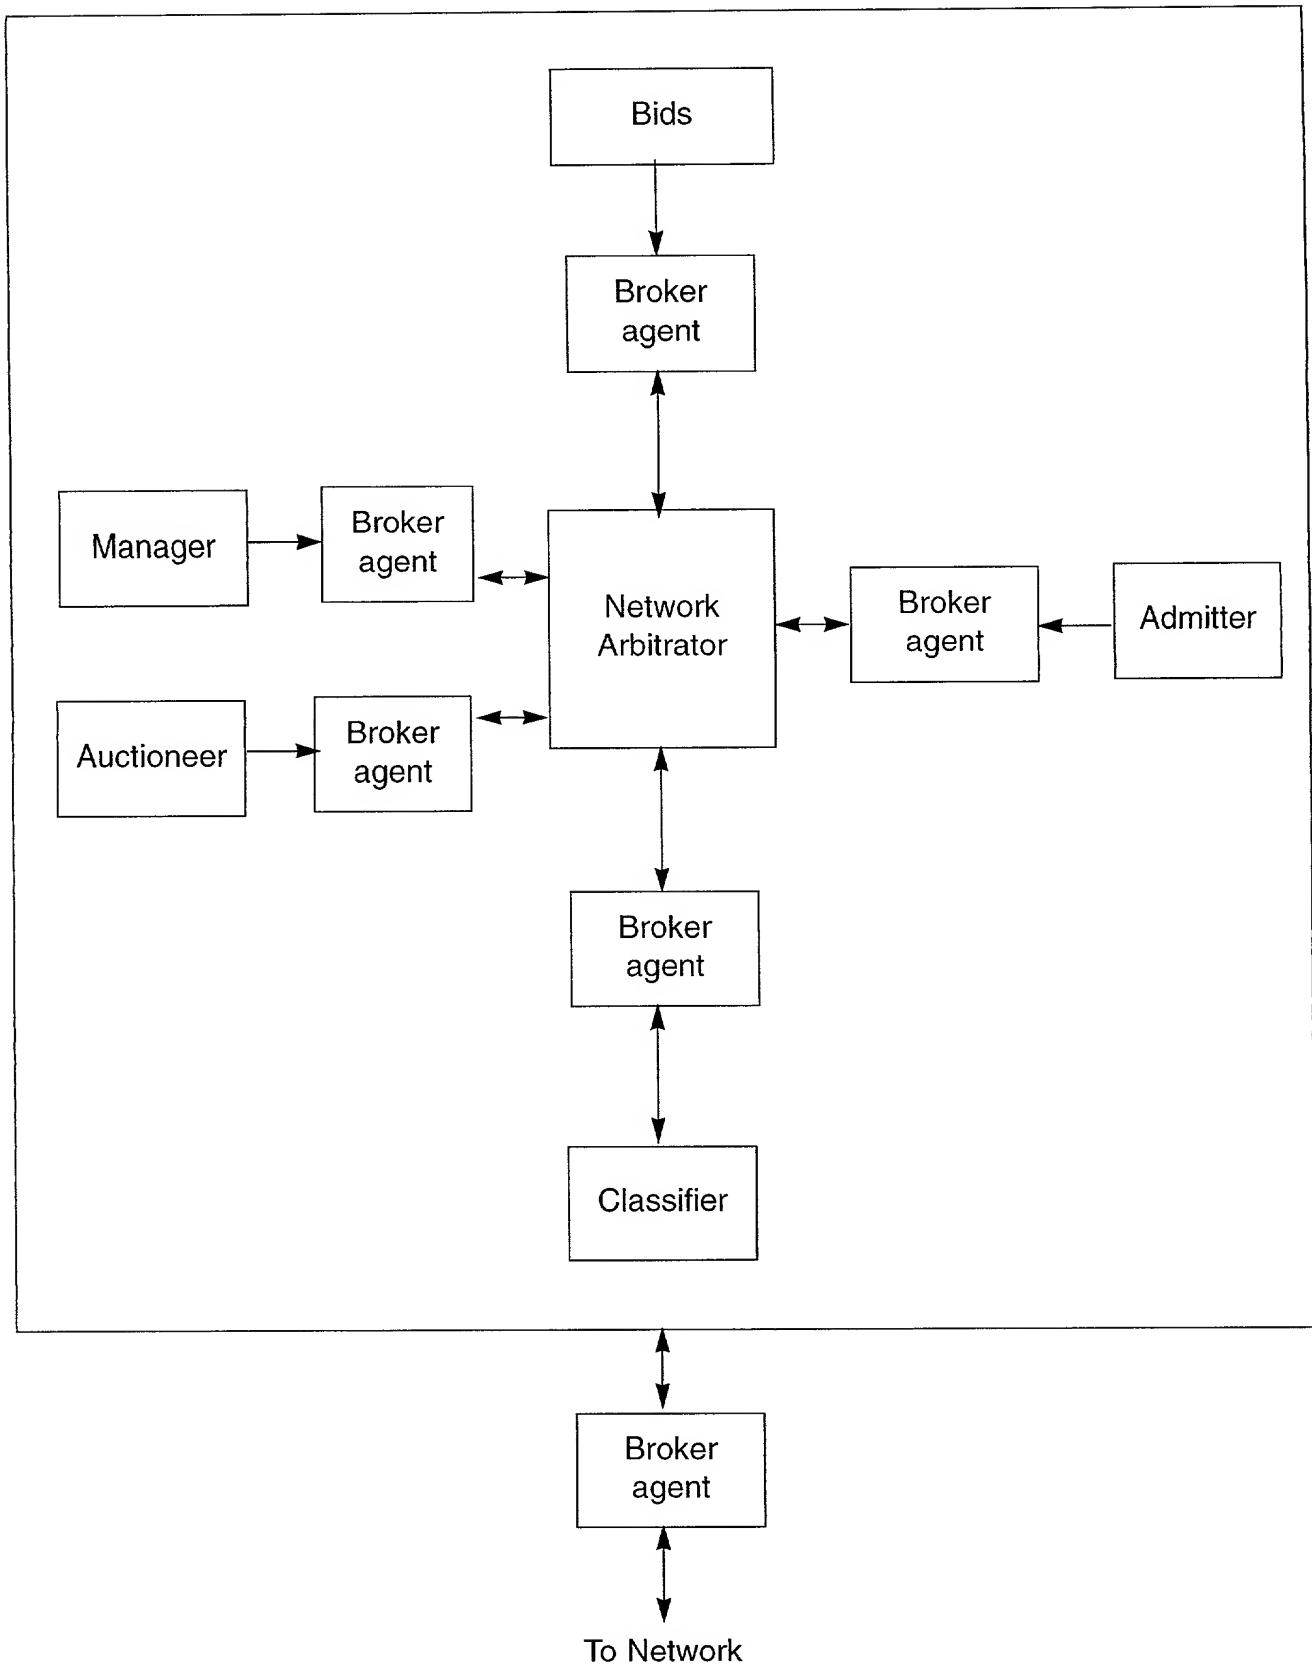 Bids
Broker
agent
Manager
Broker
agent
Network
Arbitrator
Broker
agent
Admitter
Auctioneer
Broker
agent
Broker
agent
Classifier
Broker
agent
To Network